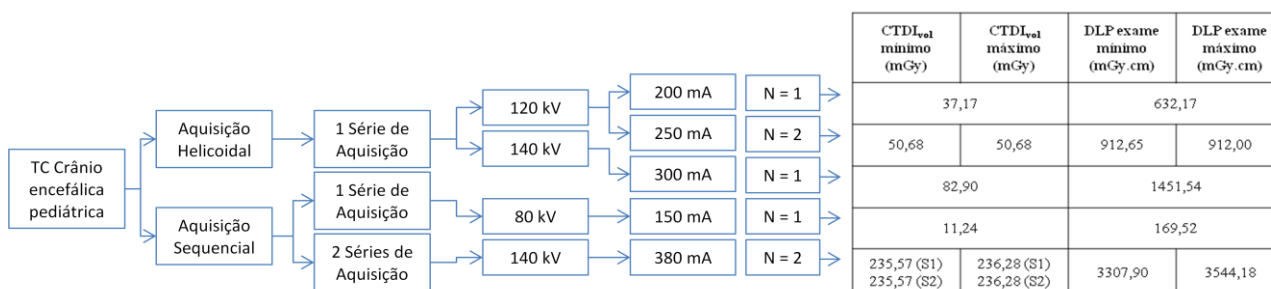 TC Crânio
encefálica
pediátrica
Aquisição
Helicoidal
Aquisição
Sequencial
1 Série de
Aquisição
1 Série de
Aquisição
2 Séries de
Aquisição
120 kV
140 kV
80 kV
140 kV
200 mA
250 mA
300 mA
150 mA
380 mA
N = 1
N = 2
N = 1
N = 1
N = 2
CTDIvol
mínimo
(mGy)
CTDIvol
máximo
(mGy)
DLP exame
mínimo
(mGy.cm)
DLP exame
máximo
(mGy.cm)
37,17 632,17
50,68 50,68 912,65 912,00
82,90 1451,54
11,24 169,52
235,57 (S1)
235,57 (S2)
236,28 (S1)
236,28 (S2)
3307,90 3544,18